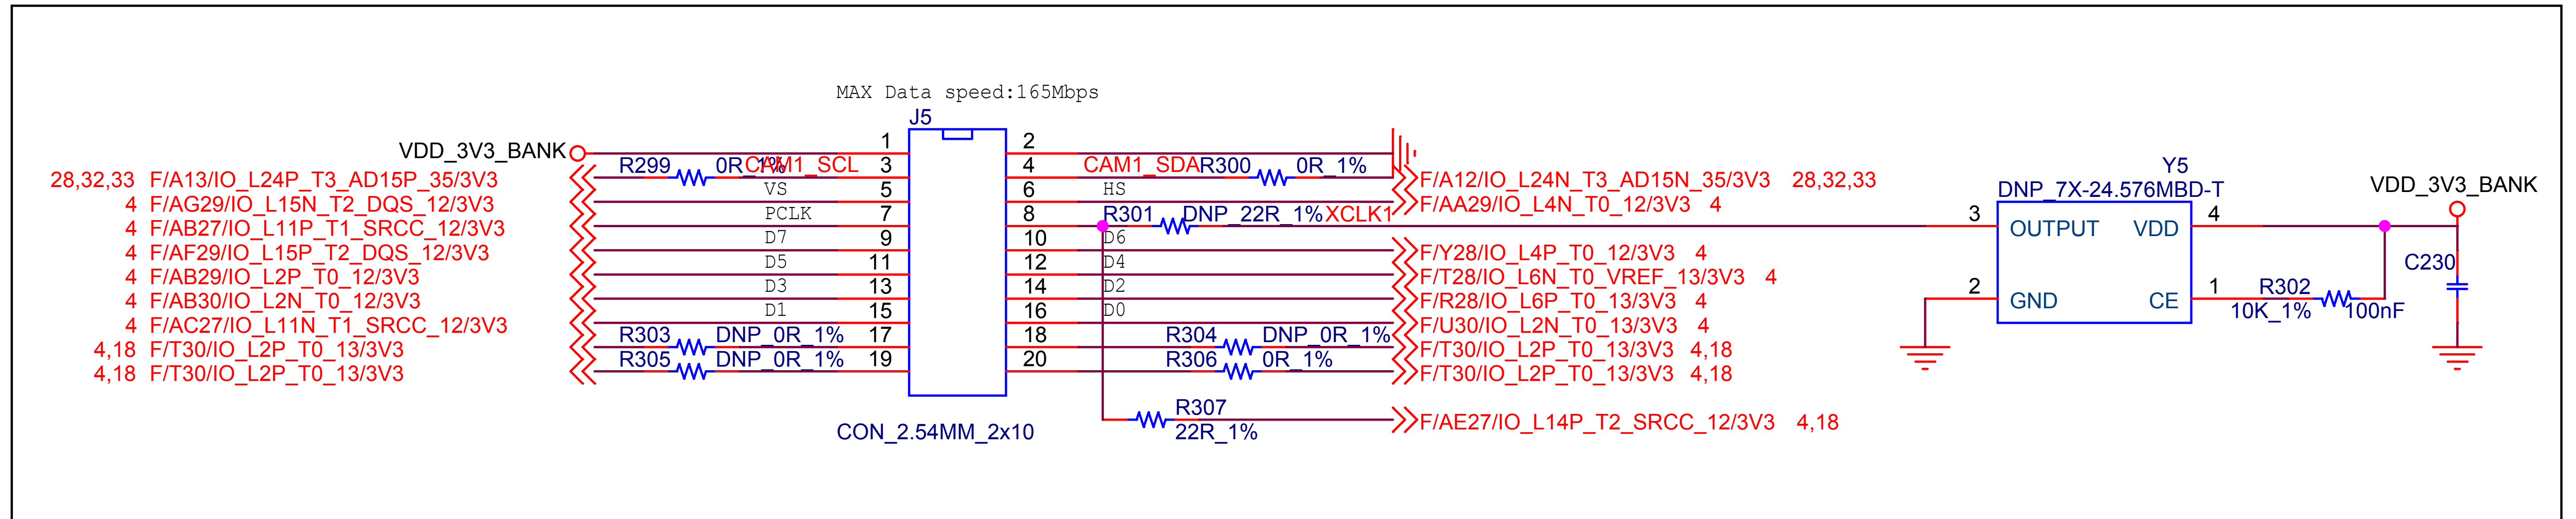 MAX Data speed:165Mbps
J5
VDD_3V3_BANK 1 2
R299 0R_1% CAM1_SCL 3 4 CAM1_SDA R300 0R_1%
28,32,33 F/A13/IO_L24P_T3_AD15P_35/3V3 VS 5 6 HS F/A12/IO_L24N_T3_AD15N_35/3V3 28,32,33
4 F/AG29/IO_L15N_T2_DQS_12/3V3 PCLK 7 8 R301 DNP_22R_1% XCLK1 F/AA29/IO_L4N_T0_12/3V3 4
4 F/AB27/IO_L11P_T1_SRCC_12/3V3 D7 9 10 D6
4 F/AF29/IO_L15P_T2_DQS_12/3V3 D5 11 12 D4 F/Y28/IO_L4P_T0_12/3V3 4
4 F/AB29/IO_L2P_T0_12/3V3 D3 13 14 D2 F/T28/IO_L6N_T0_VREF_13/3V3 4
4 F/AB30/IO_L2N_T0_12/3V3 D1 15 16 D0 F/R28/IO_L6P_T0_13/3V3 4
4 F/AC27/IO_L11N_T1_SRCC_12/3V3 R303 DNP_0R_1% 17 18 R304 DNP_0R_1% F/U30/IO_L2N_T0_13/3V3 4
4,18 F/T30/IO_L2P_T0_13/3V3 R305 DNP_0R_1% 19 20 R306 0R_1% F/T30/IO_L2P_T0_13/3V3 4,18
4,18 F/T30/IO_L2P_T0_13/3V3 F/T30/IO_L2P_T0_13/3V3 4,18
R307
22R_1%
F/AE27/IO_L14P_T2_SRCC_12/3V3 4,18
CON_2.54MM_2x10
Y5
DNP_7X-24.576MBD-T
VDD_3V3_BANK
3 OUTPUT VDD 4
C230
2 GND CE 1 R302
10K_1%
100nF